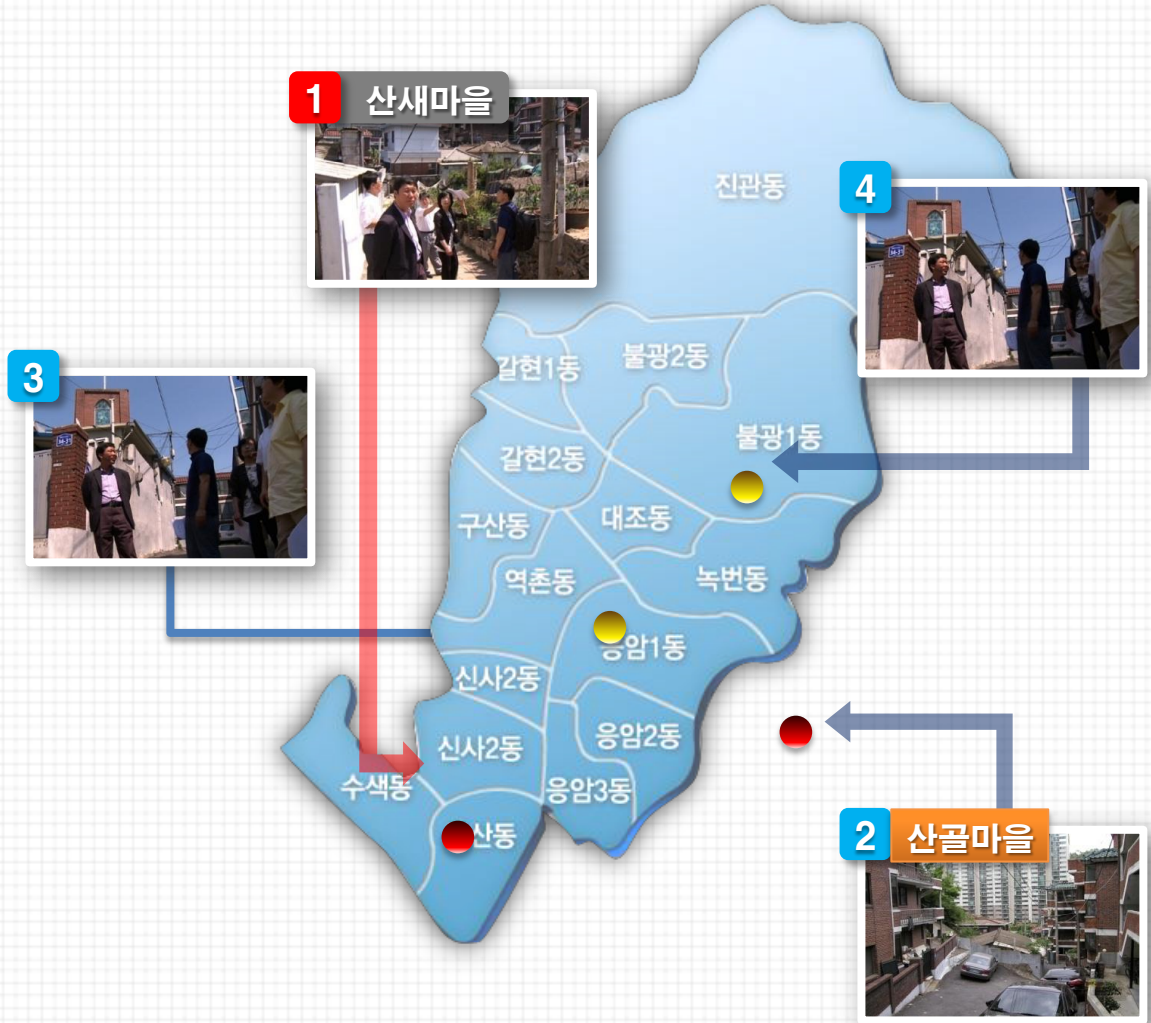 1 산새마을
진관동
4
갈현1동
불광2동
3
불광1동
갈현2동
구산동
대조동
역촌동
녹번동
응암1동
신사2동
신사2동
응암2동
수색동
응암3동
산동
2 산골마을